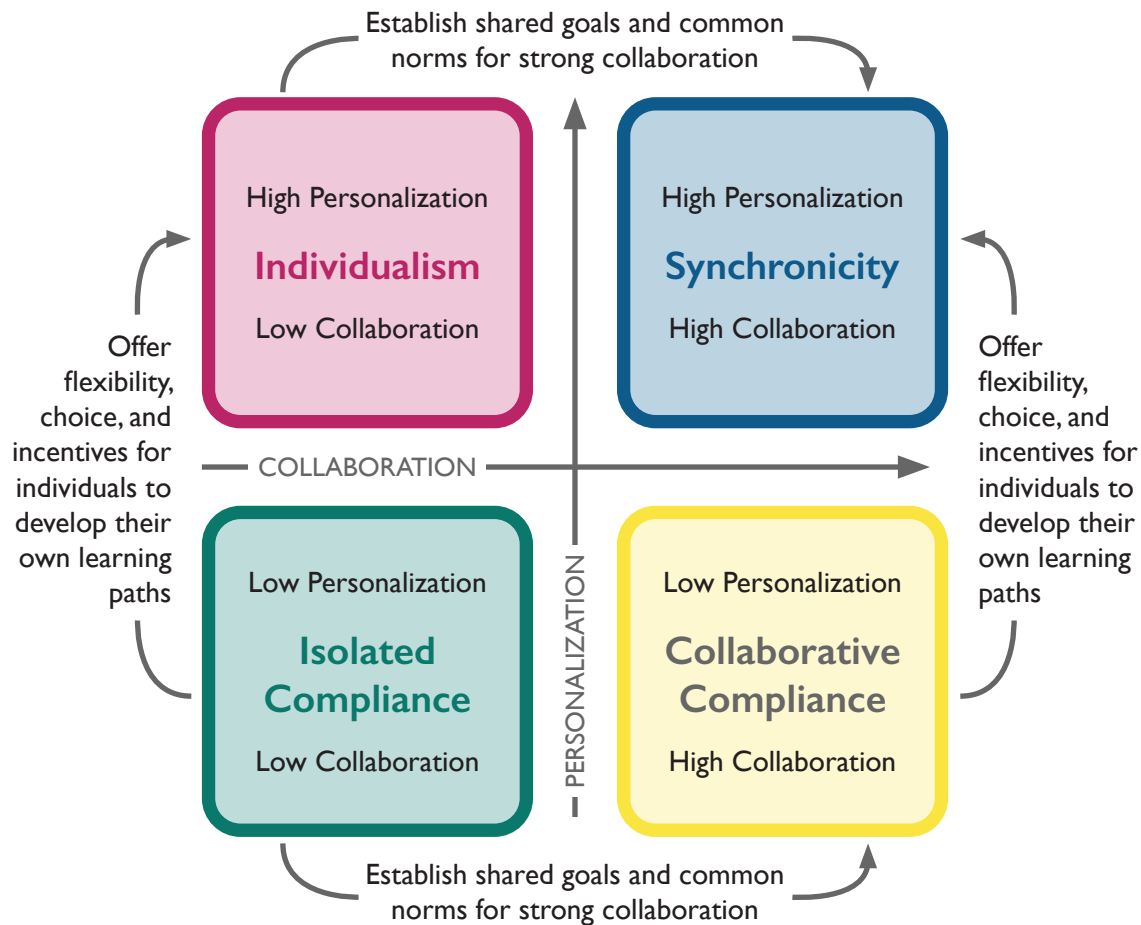 Establish shared goals and common
norms for strong collaboration
High Personalization
Individualism
Low Collaboration
High Personalization
Synchronicity
High Collaboration
Offer
flexibility,
choice, and
incentives for
individuals to
develop their
own learning
paths
Offer
flexibility,
choice, and
incentives for
individuals to
develop their
own learning
paths
COLLABORATION
PERSONALIZATION
Low Personalization
Isolated
Compliance
Low Collaboration
Low Personalization
Collaborative
Compliance
High Collaboration
Establish shared goals and common
norms for strong collaboration